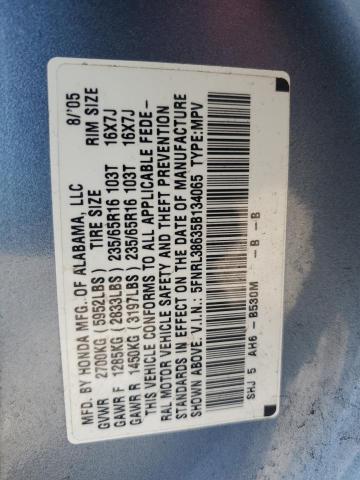 MFD. BY HONDA MFG. OF ALABAMA, LLC 8/'05
GVWR 2700KG (5952LBS) TIRE SIZE RIM SIZE
GAWR F 1285KG (2833LBS) 235/65R16 103T 16X7J
GAWR R 1450KG (3197LBS) 235/65R16 103T 16X7J
THIS VEHICLE CONFORMS TO ALL APPLICABLE FEDE-
RAL MOTOR VEHICLE SAFETY AND THEFT PREVENTION
STANDARDS IN EFFECT ON THE DATE OF MANUFACTURE
SHOWN ABOVE. V.I.N.: 5FNRL38635B134065 TYPE:MPV
SHJ 5 AH6 -B530M -B -B